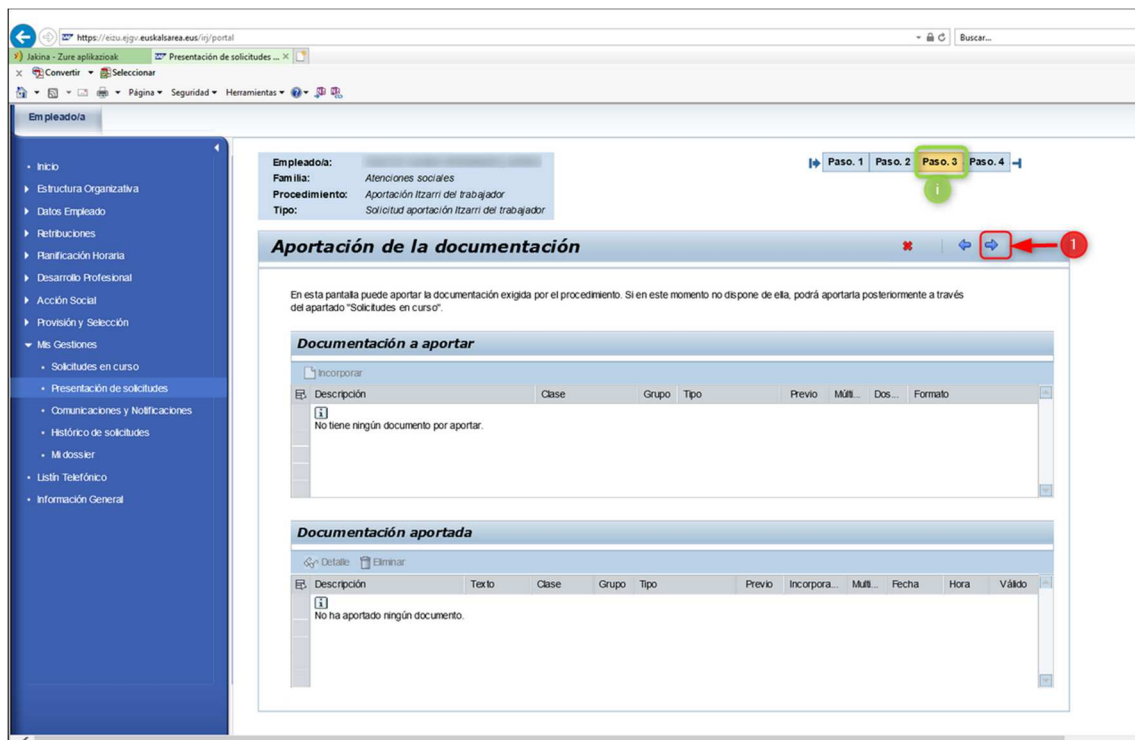 https://eizu.ejgv.euskalsarea.eus/irj/portal
Buscar...
Jakina - Zure aplikazioak
Presentación de solicitudes ...
Convertir
Seleccionar
Página Seguridad Herramientas
Empleado/a
Inicio
Estructura Organizativa
Datos Empleado
Retribuciones
Planificación Horaria
Desarrollo Profesional
Acción Social
Provisión y Selección
Mis Gestiones
Solicitudes en curso
Presentación de solicitudes
Comunicaciones y Notificaciones
Histórico de solicitudes
Mi dossier
Listín Telefónico
Información General
Empleado/a:
Familia: Atenciones sociales
Procedimiento: Aportación Itzarri del trabajador
Tipo: Solicitud aportación Itzarri del trabajador
Paso. 1 Paso. 2 Paso. 3 Paso. 4
i
Aportación de la documentación
1
En esta pantalla puede aportar la documentación exigida por el procedimiento. Si en este momento no dispone de ella, podrá aportarla posteriormente a través
del apartado "Solicitudes en curso".
Documentación a aportar
Incorporar
Descripción Clase Grupo Tipo Previo Múlti... Dos... Formato
No tiene ningún documento por aportar.
Documentación aportada
Detalle Eliminar
Descripción Texto Clase Grupo Tipo Previo Incorpora... Multi... Fecha Hora Válido
No ha aportado ningún documento.